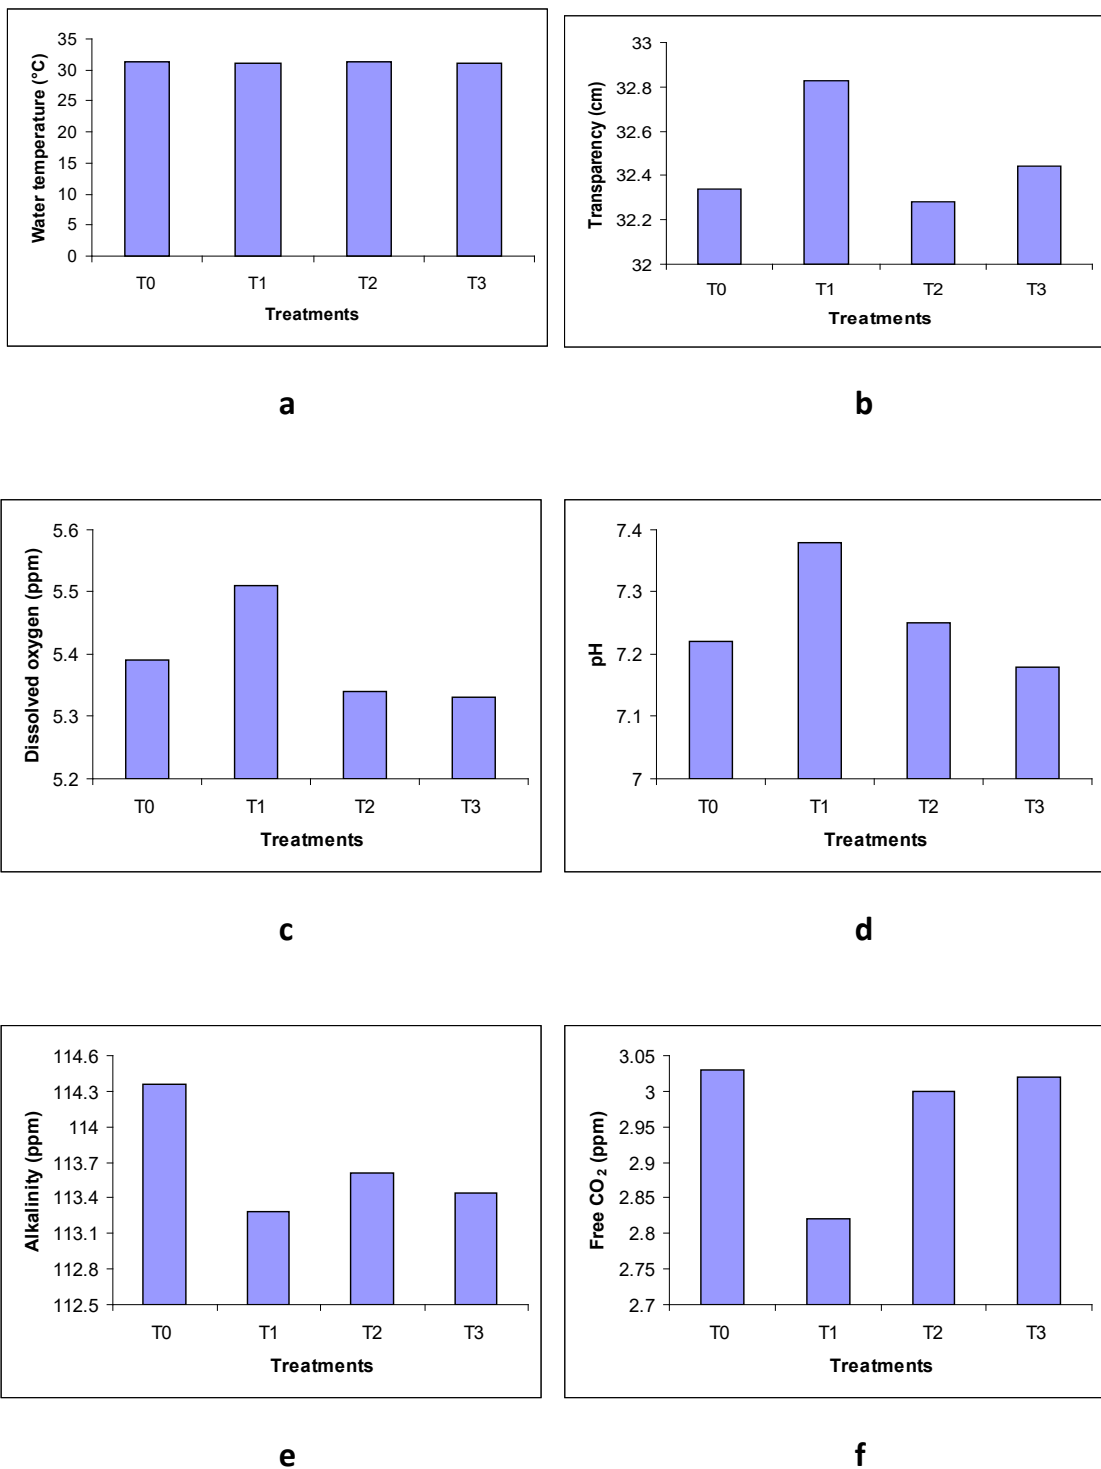 35
30
25
20
15
10
5
0
Water temperature (°C)
T0 T1 T2 T3
Treatments
a
33
32.8
32.6
32.4
32.2
32
Transparency (cm)
T0 T1 T2 T3
Treatments
b
5.6
5.5
5.4
5.3
5.2
Dissolved oxygen (ppm)
T0 T1 T2 T3
Treatments
c
7.4
7.3
7.2
7.1
7
pH
T0 T1 T2 T3
Treatments
d
114.6
114.3
114
113.7
113.4
113.1
112.8
112.5
Alkalinity (ppm)
T0 T1 T2 T3
Treatments
e
3.05
3
2.95
2.9
2.85
2.8
2.75
2.7
Free CO₂ (ppm)
T0 T1 T2 T3
Treatments
f